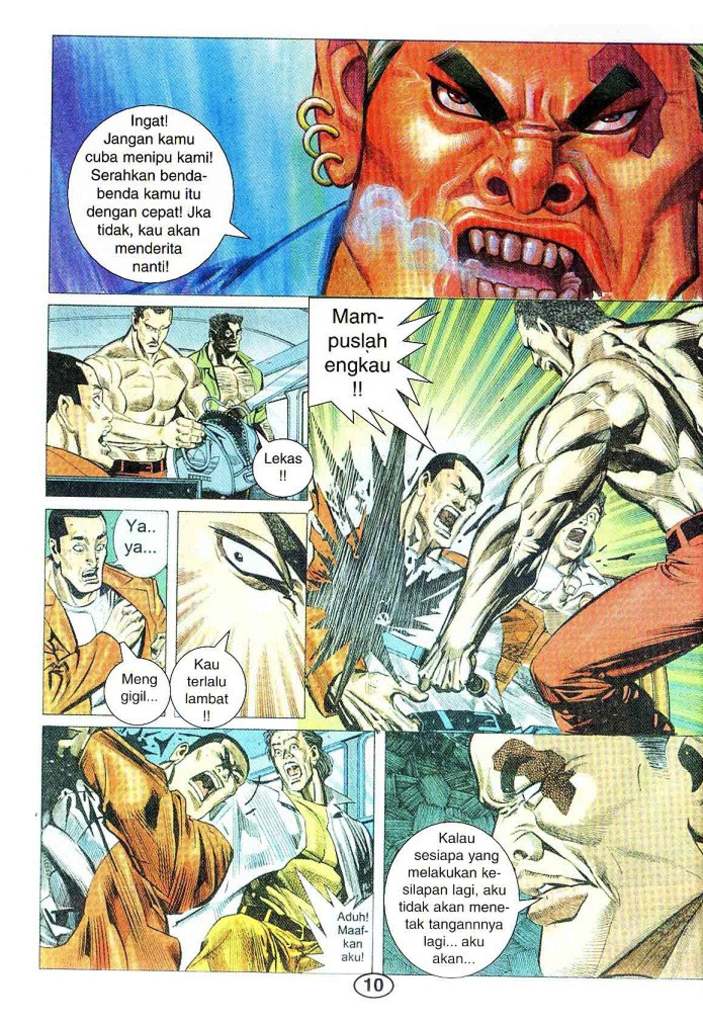 Ingat!
Jangan kamu
cuba menipu kami!
Serahkan benda-
benda kamu itu
dengan cepat! Jka
tidak, kau akan
menderita
nanti!
Lekas
!!
Mam-
puslah
engkau
!!
Ya..
ya...
Meng
gigil...
Kau
terlalu
lambat
!!
Aduh!
Maaf-
kan
aku!
Kalau
sesiapa yang
melakukan ke-
silapan lagi, aku
tidak akan mene-
tak tangannnya
lagi... aku
akan...
10